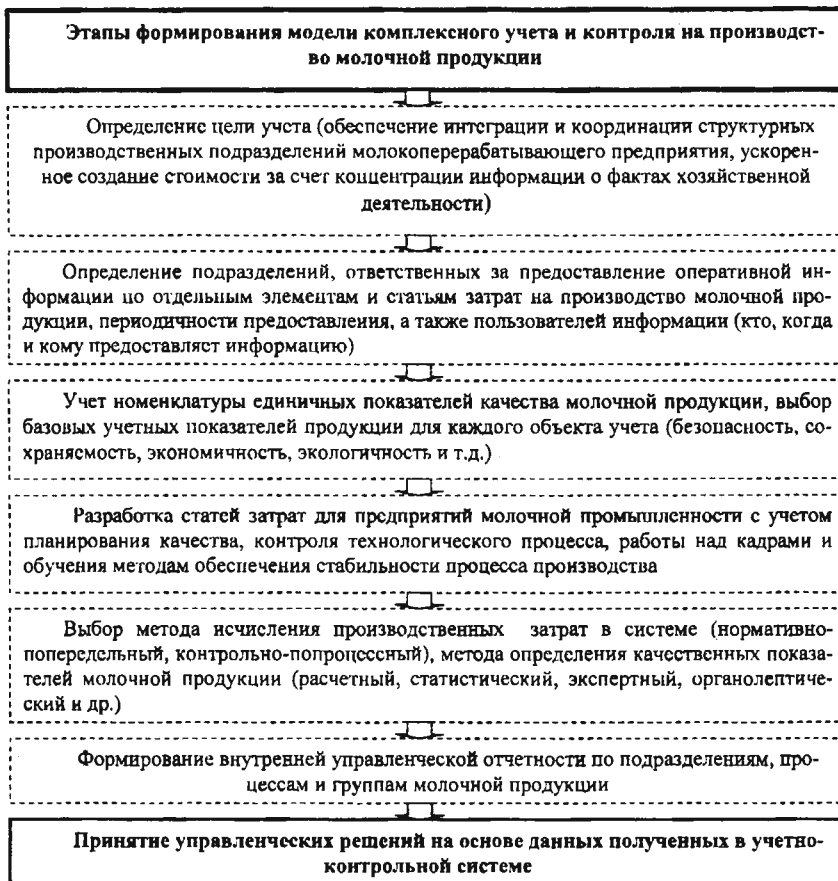 Этапы формирования модели комплексного учета и контроля на производст-
во молочной продукции
Определение цели учета (обеспечение интеграции и координации структурных
производственных подразделений молокоперерабатывающего предприятия, ускорен-
ное создание стоимости за счет концентрации информации о фактах хозяйственной
деятельности)
Определение подразделений, ответственных за предоставление оперативной ин-
формации по отдельным элементам и статьям затрат на производство молочной про-
дукции, периодичности предоставления, а также пользователей информации (кто, когда
и кому предоставляет информацию)
Учет номенклатуры единичных показателей качества молочной продукции, выбор
базовых учетных показателей продукции для каждого объекта учета (безопасность, со-
храняемость, экономичность, экологичность и т.д.)
Разработка статей затрат для предприятий молочной промышленности с учетом
планирования качества, контроля технологического процесса, работы над кадрами и
обучения методам обеспечения стабильности процесса производства
Выбор метода исчисления производственных затрат в системе (нормативно-
попередельный, контрольно-попроцессный), метода определения качественных показа-
телей молочной продукции (расчетный, статистический, экспертный, органолептиче-
ский и др.)
Формирование внутренней управленческой отчетности по подразделениям, про-
цессам и группам молочной продукции
Принятие управленческих решений на основе данных полученных в учетно-
контрольной системе